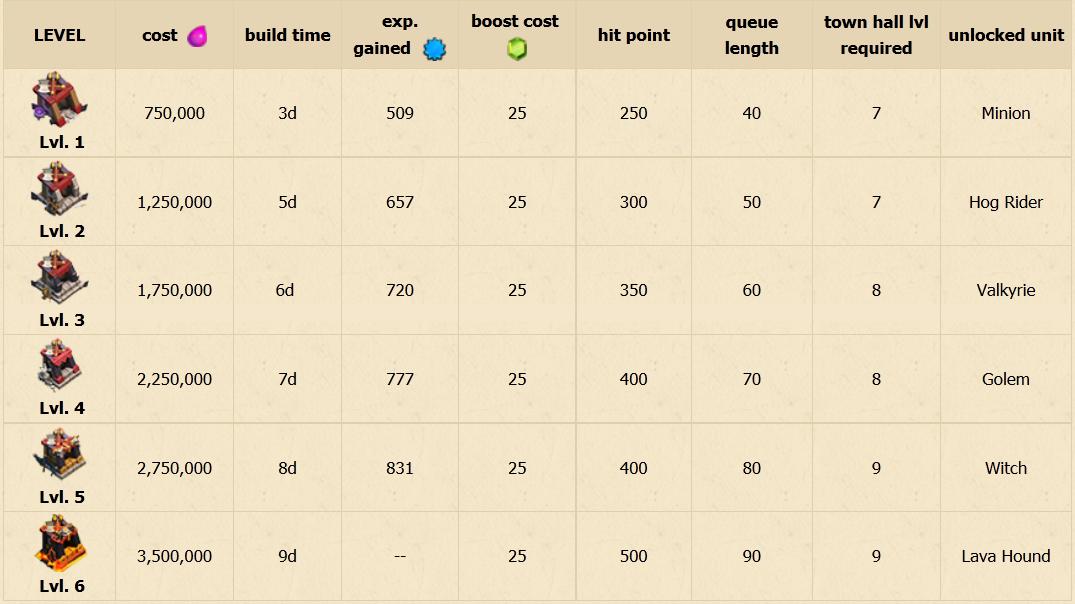 LEVEL cost build time exp. gained boost cost hit point queue length town hall lvl required unlocked unit
Lvl. 1 750,000 3d 509 25 250 40 7 Minion
Lvl. 2 1,250,000 5d 657 25 300 50 7 Hog Rider
Lvl. 3 1,750,000 6d 720 25 350 60 8 Valkyrie
Lvl. 4 2,250,000 7d 777 25 400 70 8 Golem
Lvl. 5 2,750,000 8d 831 25 400 80 9 Witch
Lvl. 6 3,500,000 9d -- 25 500 90 9 Lava Hound